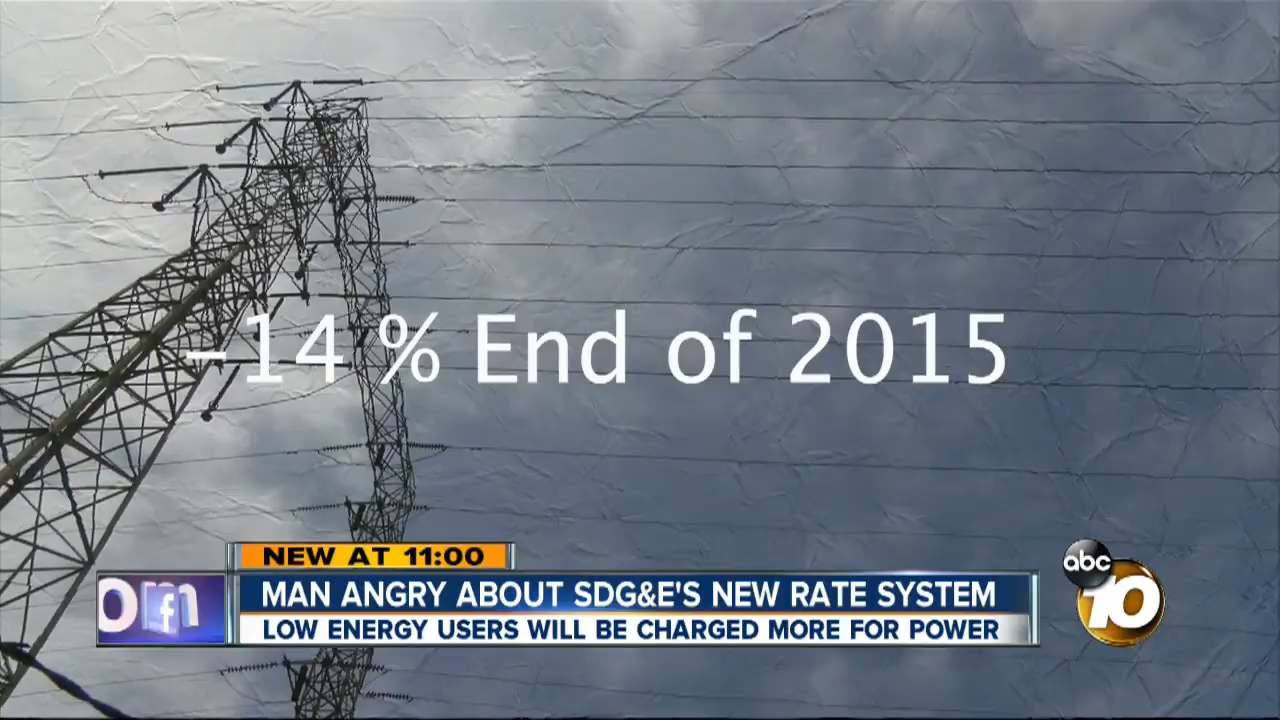 –14 % End of 2015
NEW AT 11:00
MAN ANGRY ABOUT SDG&E'S NEW RATE SYSTEM
LOW ENERGY USERS WILL BE CHARGED MORE FOR POWER
abc
10